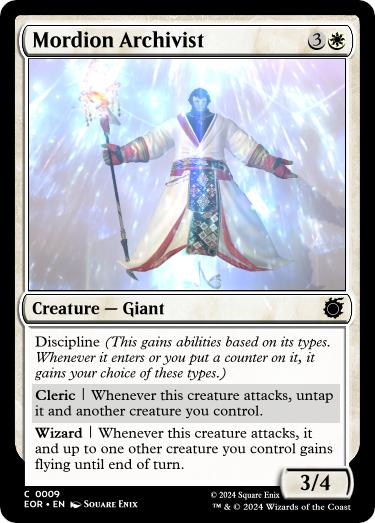 Mordion Archivist 3
Creature — Giant
Discipline (This gains abilities based on its types.
Whenever it enters or you put a counter on it, it
gains your choice of these types.)
Cleric | Whenever this creature attacks, untap
it and another creature you control.
Wizard | Whenever this creature attacks, it
and up to one other creature you control gains
flying until end of turn.
3/4
C 0009
EOR • EN Square Enix
© 2024 Square Enix
™ & © 2024 Wizards of the Coast